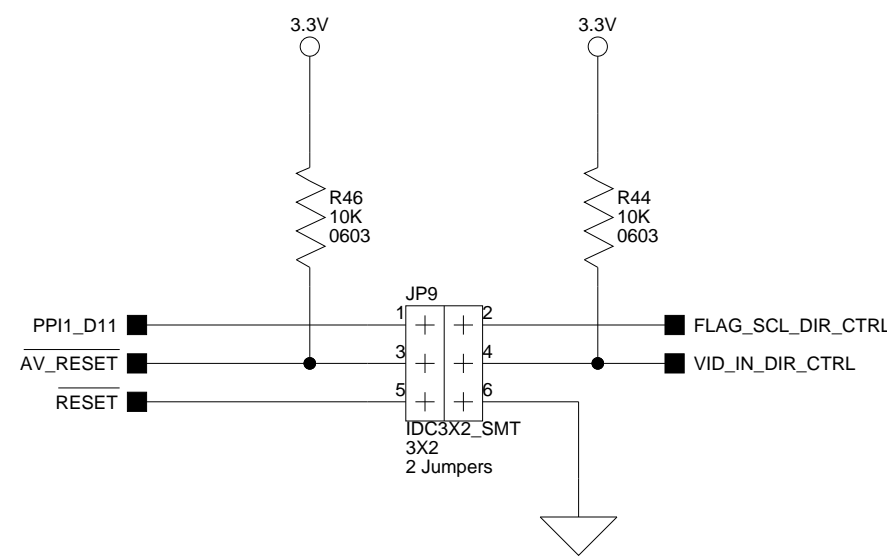 3.3V
3.3V
R46
10K
0603
R44
10K
0603
JP9
1
2
PPI1_D11
FLAG_SCL_DIR_CTRL
3
4
AV_RESET
VID_IN_DIR_CTRL
5
6
RESET
IDC3X2_SMT
3X2
2 Jumpers